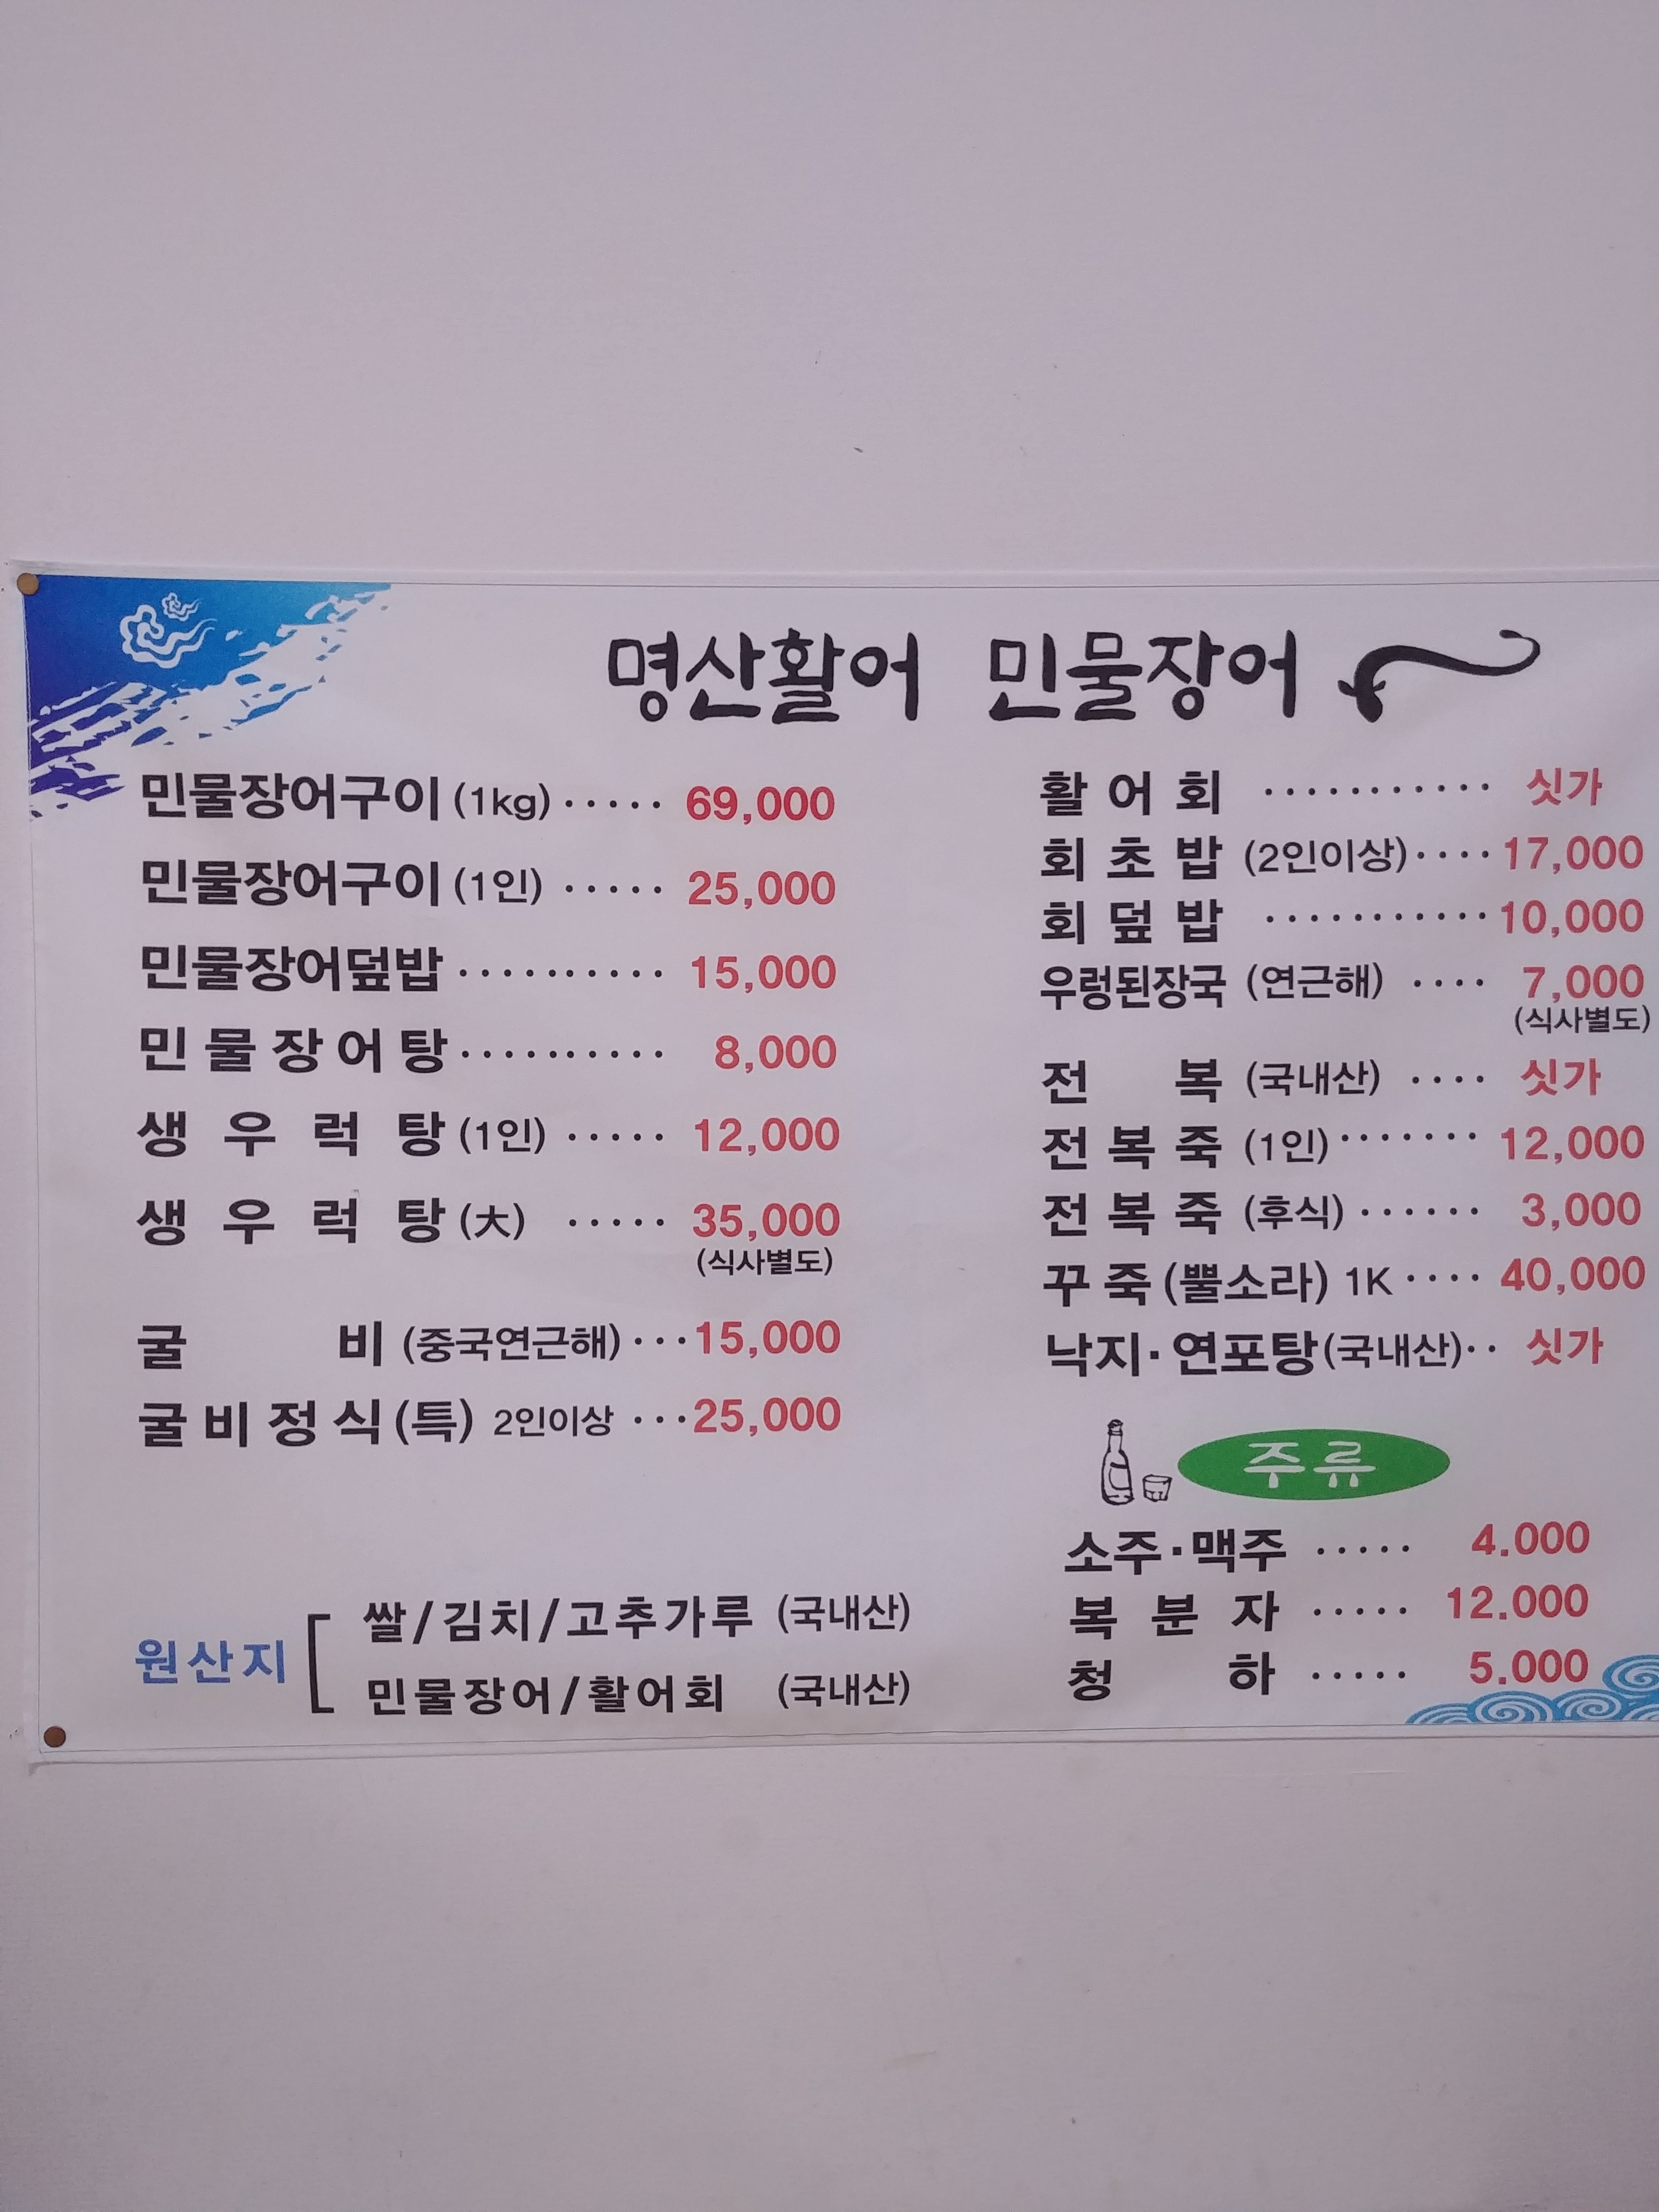 명산활어 민물장어
민물장어구이 (1kg) ····· 69,000
민물장어구이 (1인) ····· 25,000
민물장어덮밥 ·········· 15,000
민물장어탕 ·········· 8,000
생우럭탕 (1인) ····· 12,000
생우럭탕 (大) ····· 35,000
(식사별도)
굴비 (중국연근해) ··· 15,000
굴비정식(특) 2인이상 ··· 25,000
원산지
쌀/김치/고추가루 (국내산)
민물장어/활어회 (국내산)
활어회 ··········· 싯가
회초밥 (2인이상) ···· 17,000
회덮밥 ··········· 10,000
우렁된장국 (연근해) ···· 7,000
(식사별도)
전복 (국내산) ···· 싯가
전복죽 (1인) ······· 12,000
전복죽 (후식) ······ 3,000
꾸죽 (뿔소라) 1K ···· 40,000
낙지·연포탕(국내산)·· 싯가
주류
소주·맥주 ····· 4.000
복분자 ····· 12.000
청하 ····· 5.000